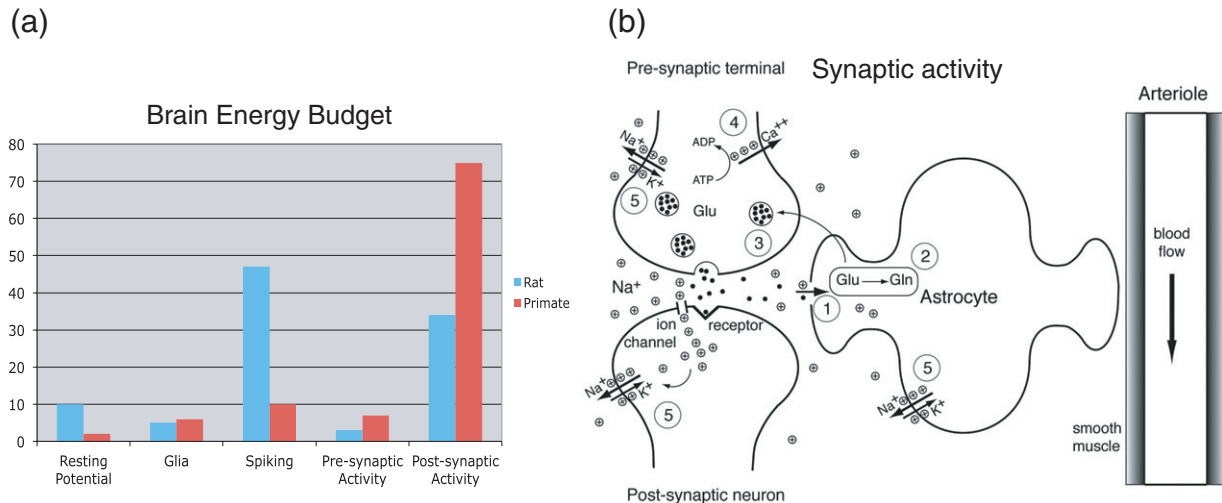 (a)
Brain Energy Budget
80
70
60
50
40
30
20
10
0
Resting
Potential
Glia
Spiking
Pre-synaptic
Activity
Post-synaptic
Activity
Rat
Primate
(b)
Pre-synaptic terminal
Synaptic activity
Arteriole
Na+
K+
5
ADP
ATP
4
Ca++
Glu
3
Na+
ion
channel
receptor
1
Glu
Gln
2
Astrocyte
blood
flow
Na+
K+
5
Na+
K+
5
smooth
muscle
Post-synaptic neuron